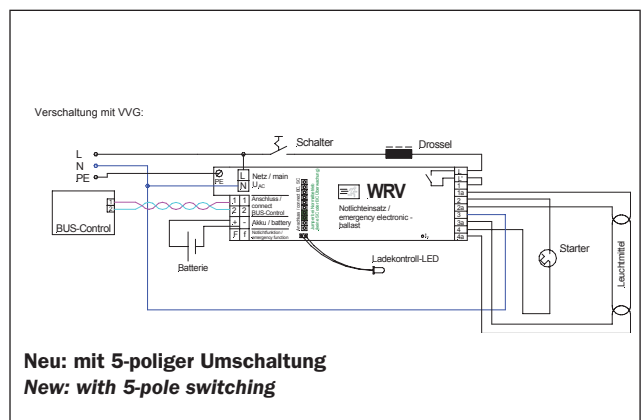 Verschaltung mit VVG:
Schalter
Drossel
L
N
PE
PE
L
N
Netz / main
U AC
1
2
BUS-Control
1 1
2 2
Anschluss /
connect
BUS-Control
+ -
Akku / battery
F f
Notlichtfunktion /
emergency function
WRV
Notlichteinsatz /
emergency electronic -
ballast
L
L'
1
1a
2
2a
3
3a
4
4a
Batterie
Ladekontroll-LED
Starter
Leuchtmittel
Neu: mit 5-poliger Umschaltung
New: with 5-pole switching